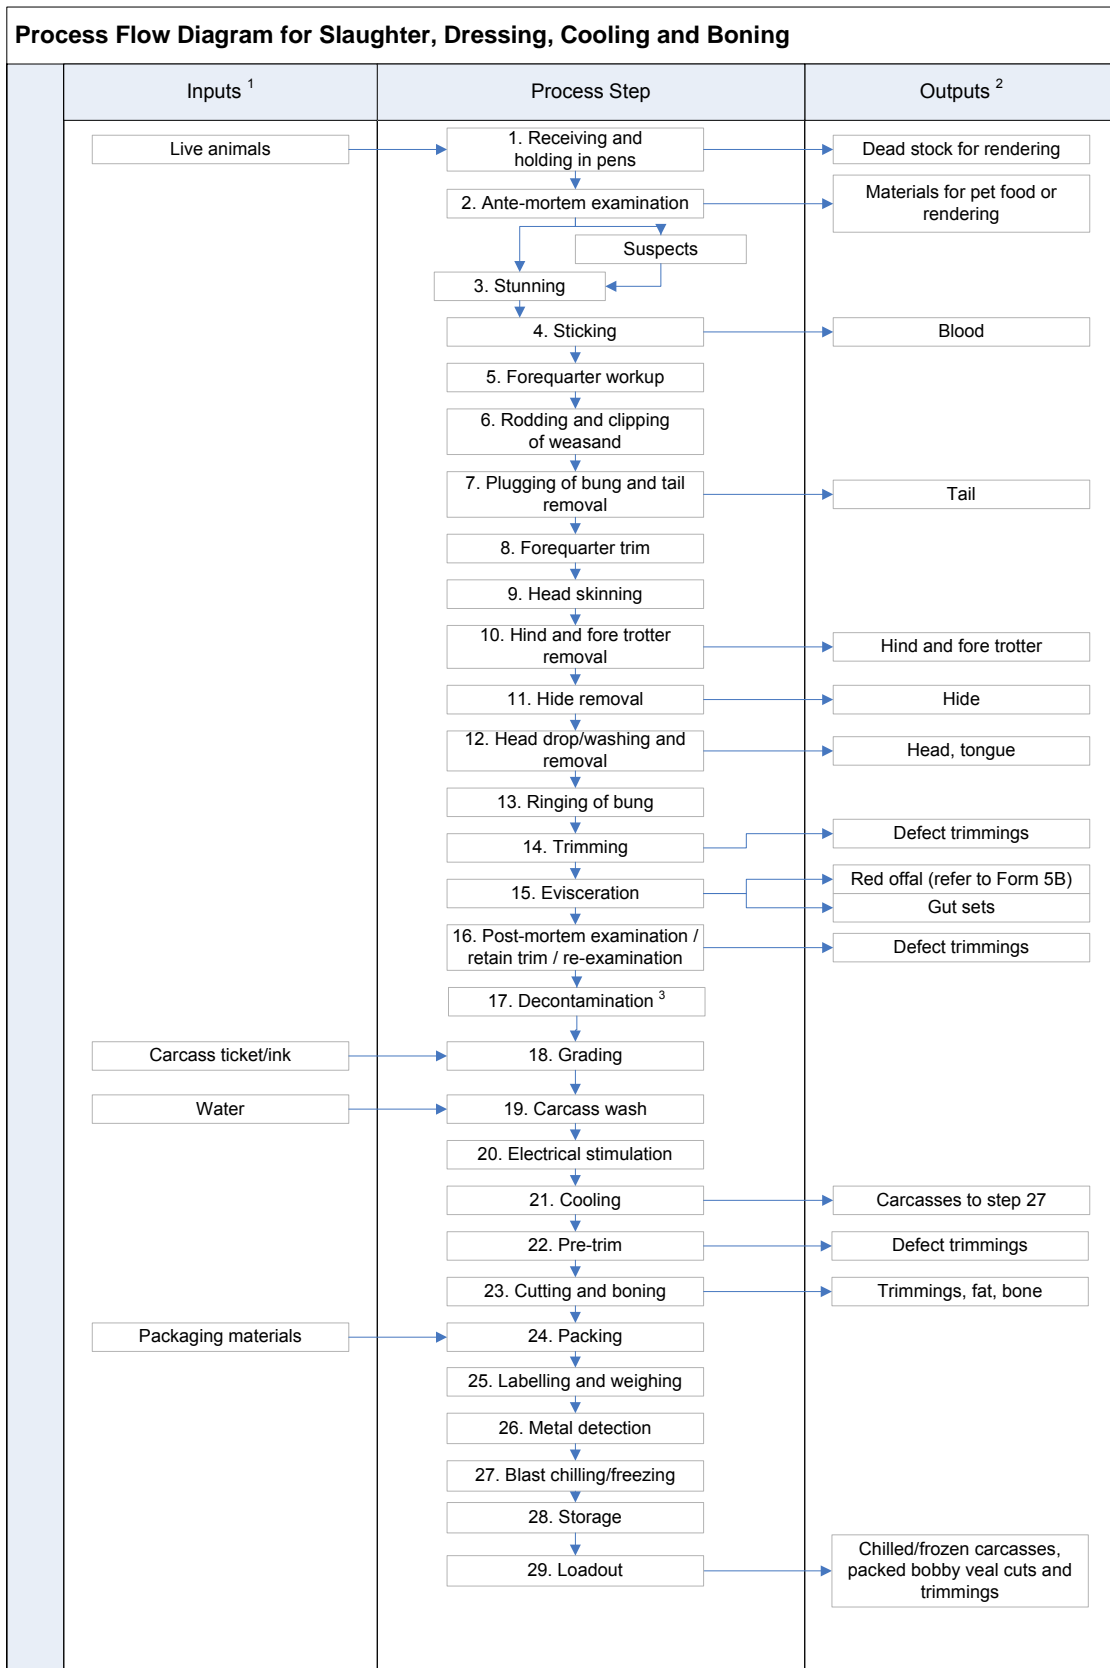 Process Flow Diagram for Slaughter, Dressing, Cooling and Boning
Inputs 1
Process Step
Outputs 2
Live animals
1. Receiving and
holding in pens
Dead stock for rendering
2. Ante-mortem examination
Materials for pet food or
rendering
Suspects
3. Stunning
4. Sticking
Blood
5. Forequarter workup
6. Rodding and clipping
of weasand
7. Plugging of bung and tail
removal
Tail
8. Forequarter trim
9. Head skinning
10. Hind and fore trotter
removal
Hind and fore trotter
11. Hide removal
Hide
12. Head drop/washing and
removal
Head, tongue
13. Ringing of bung
14. Trimming
Defect trimmings
15. Evisceration
Red offal (refer to Form 5B)
Gut sets
16. Post-mortem examination /
retain trim / re-examination
Defect trimmings
17. Decontamination 3
Carcass ticket/ink
18. Grading
Water
19. Carcass wash
20. Electrical stimulation
21. Cooling
Carcasses to step 27
22. Pre-trim
Defect trimmings
23. Cutting and boning
Trimmings, fat, bone
Packaging materials
24. Packing
25. Labelling and weighing
26. Metal detection
27. Blast chilling/freezing
28. Storage
29. Loadout
Chilled/frozen carcasses,
packed bobby veal cuts and
trimmings